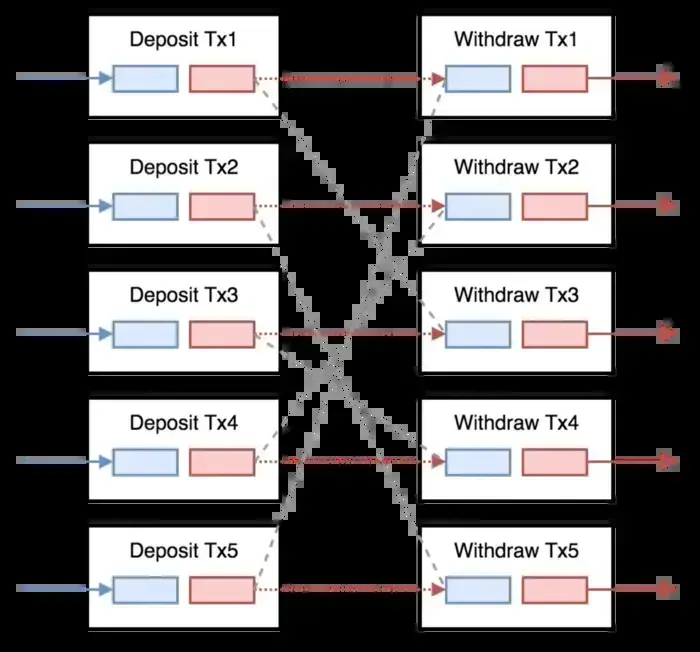 Deposit Tx1
Withdraw Tx1
Deposit Tx2
Withdraw Tx2
Deposit Tx3
Withdraw Tx3
Deposit Tx4
Withdraw Tx4
Deposit Tx5
Withdraw Tx5